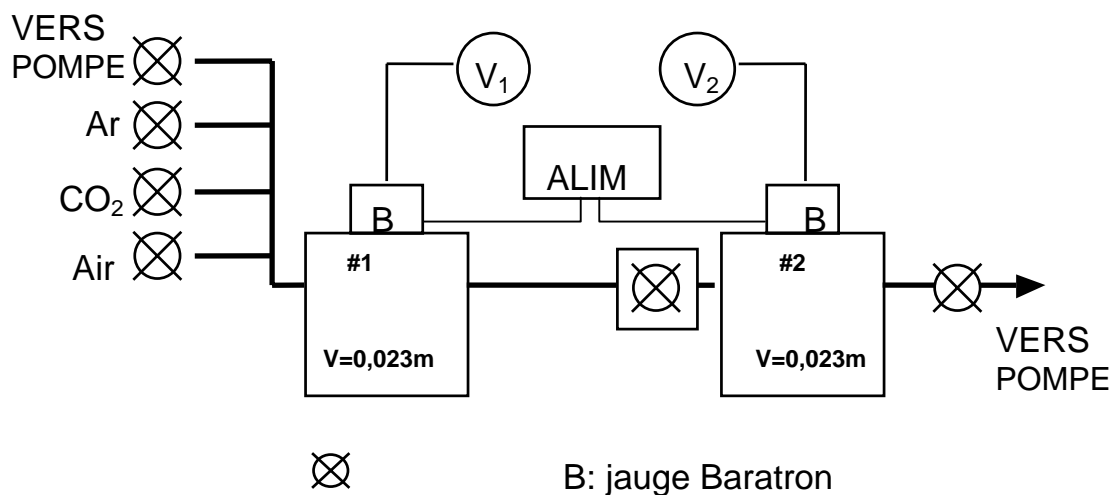 VERS
POMPE
Ar
CO₂
Air
V₁
V₂
ALIM
B
B
#1
#2
V=0,023m
V=0,023m
VERS
POMPE
B: jauge Baratron